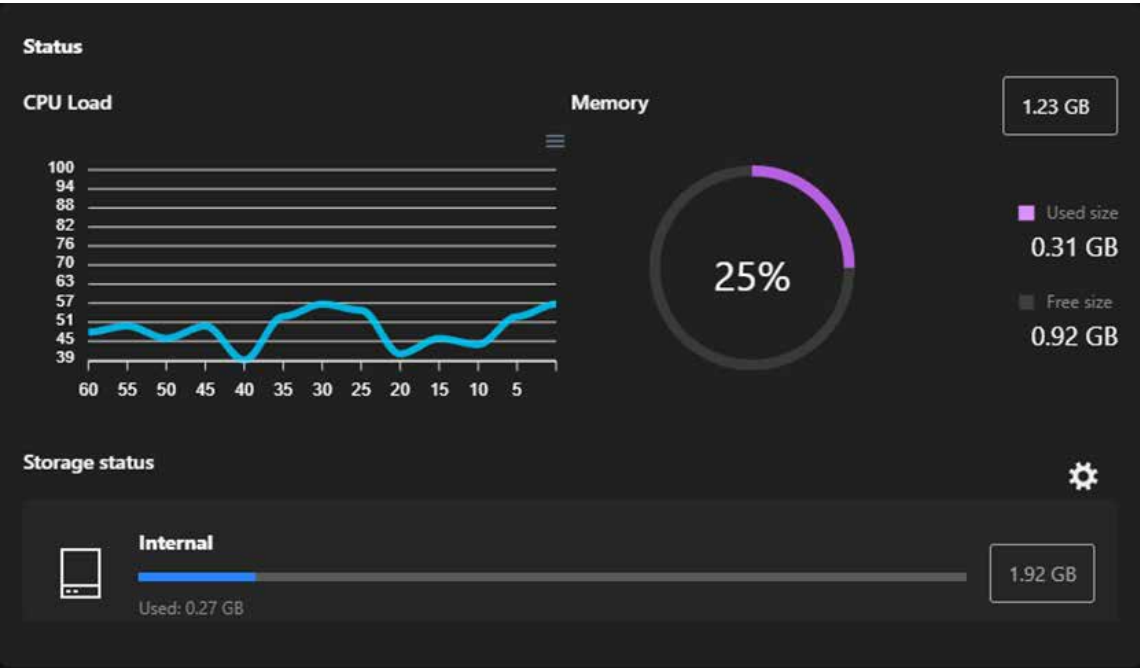 Status
CPU Load
Memory
1.23 GB
100
94
88
82
76
70
63
57
51
45
39
60 55 50 45 40 35 30 25 20 15 10 5
25%
Used size
0.31 GB
Free size
0.92 GB
Storage status
Internal
Used: 0.27 GB
1.92 GB